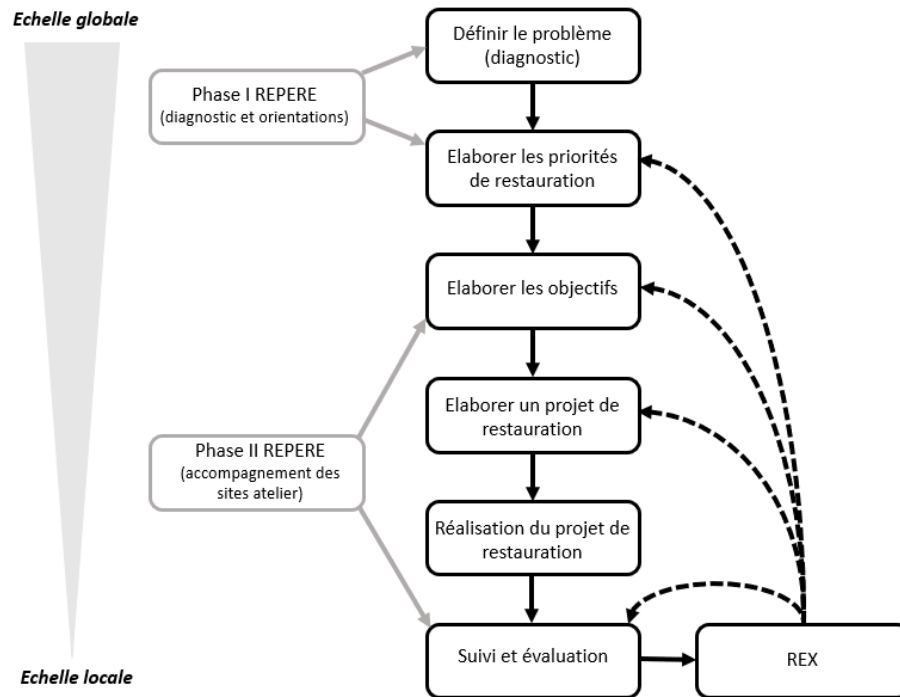 Echelle globale
Définir le problème
(diagnostic)
Phase I REPERE
(diagnostic et orientations)
Elaborer les priorités
de restauration
Elaborer les objectifs
Elaborer un projet de
restauration
Phase II REPERE
(accompagnement des
sites atelier)
Réalisation du projet de
restauration
Suivi et évaluation
REX
Echelle locale